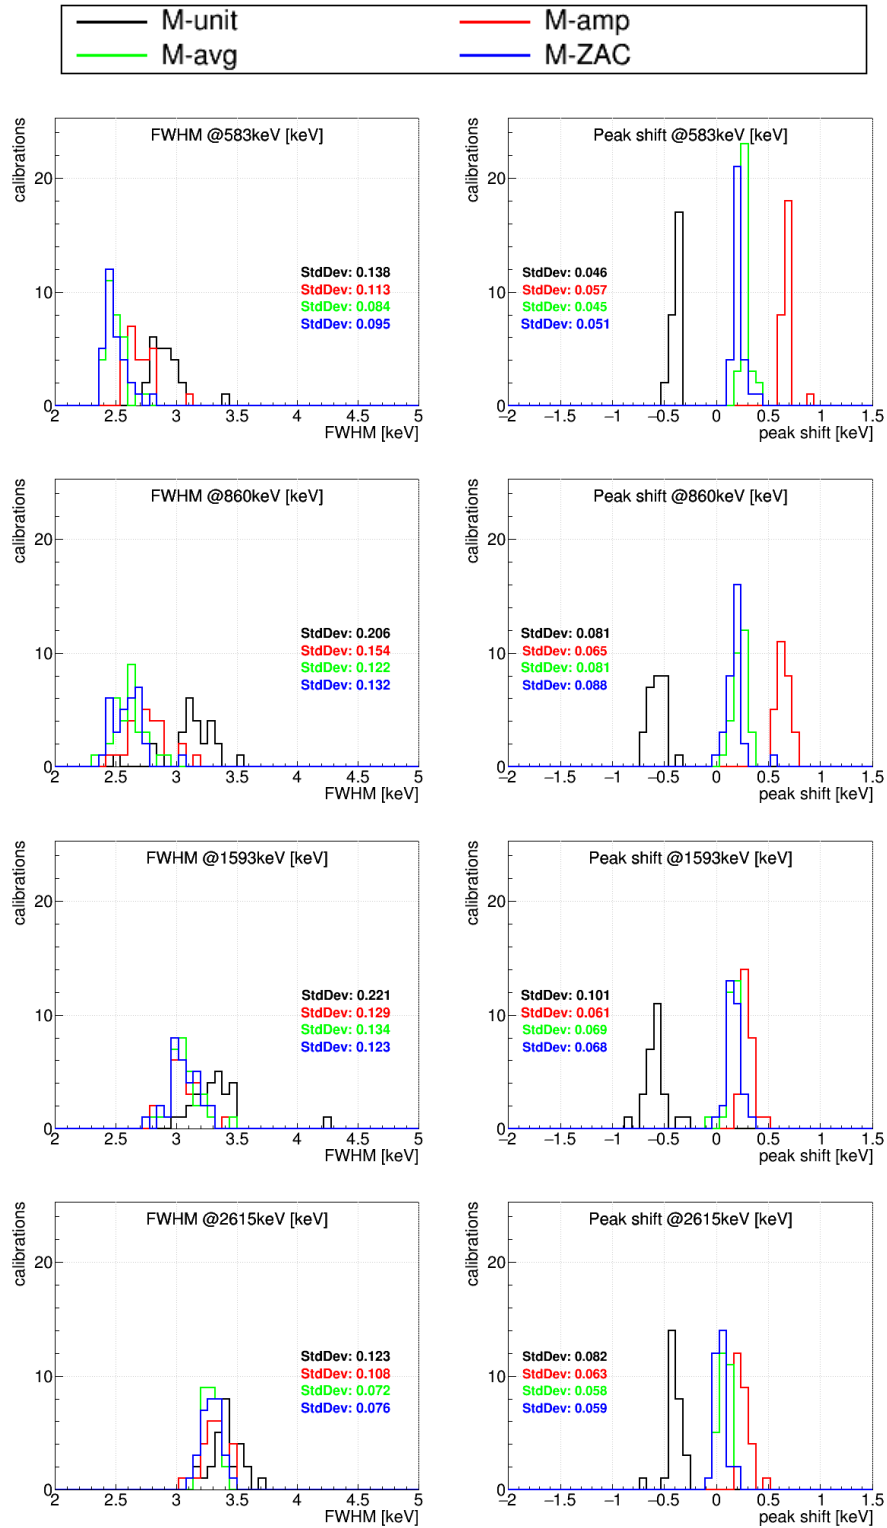 M-unit M-amp
M-avg M-ZAC
FWHM @583keV [keV]
calibrations
20
10
0
StdDev: 0.138
StdDev: 0.113
StdDev: 0.084
StdDev: 0.095
2 2.5 3 3.5 4 4.5 5
FWHM [keV]
Peak shift @583keV [keV]
calibrations
20
10
0
StdDev: 0.046
StdDev: 0.057
StdDev: 0.045
StdDev: 0.051
−2 −1.5 −1 −0.5 0 0.5 1 1.5
peak shift [keV]
FWHM @860keV [keV]
calibrations
20
10
0
StdDev: 0.206
StdDev: 0.154
StdDev: 0.122
StdDev: 0.132
2 2.5 3 3.5 4 4.5 5
FWHM [keV]
Peak shift @860keV [keV]
calibrations
20
10
0
StdDev: 0.081
StdDev: 0.065
StdDev: 0.081
StdDev: 0.088
−2 −1.5 −1 −0.5 0 0.5 1 1.5
peak shift [keV]
FWHM @1593keV [keV]
calibrations
20
10
0
StdDev: 0.221
StdDev: 0.129
StdDev: 0.134
StdDev: 0.123
2 2.5 3 3.5 4 4.5 5
FWHM [keV]
Peak shift @1593keV [keV]
calibrations
20
10
0
StdDev: 0.101
StdDev: 0.061
StdDev: 0.069
StdDev: 0.068
−2 −1.5 −1 −0.5 0 0.5 1 1.5
peak shift [keV]
FWHM @2615keV [keV]
calibrations
20
10
0
StdDev: 0.123
StdDev: 0.108
StdDev: 0.072
StdDev: 0.076
2 2.5 3 3.5 4 4.5 5
FWHM [keV]
Peak shift @2615keV [keV]
calibrations
20
10
0
StdDev: 0.082
StdDev: 0.063
StdDev: 0.058
StdDev: 0.059
−2 −1.5 −1 −0.5 0 0.5 1 1.5
peak shift [keV]